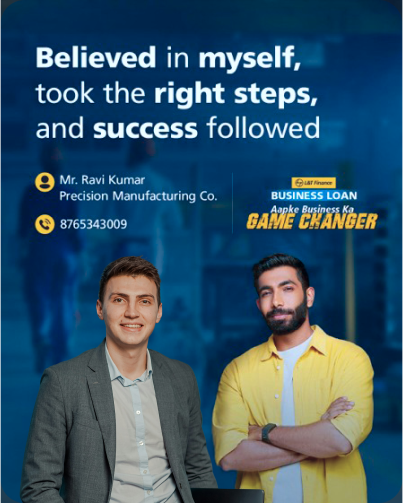 Believed in myself,
took the right steps,
and success followed
Mr. Ravi Kumar
Precision Manufacturing Co.
8765343009
L&T Finance
BUSINESS LOAN
Aapke Business Ka
GAME CHANGER